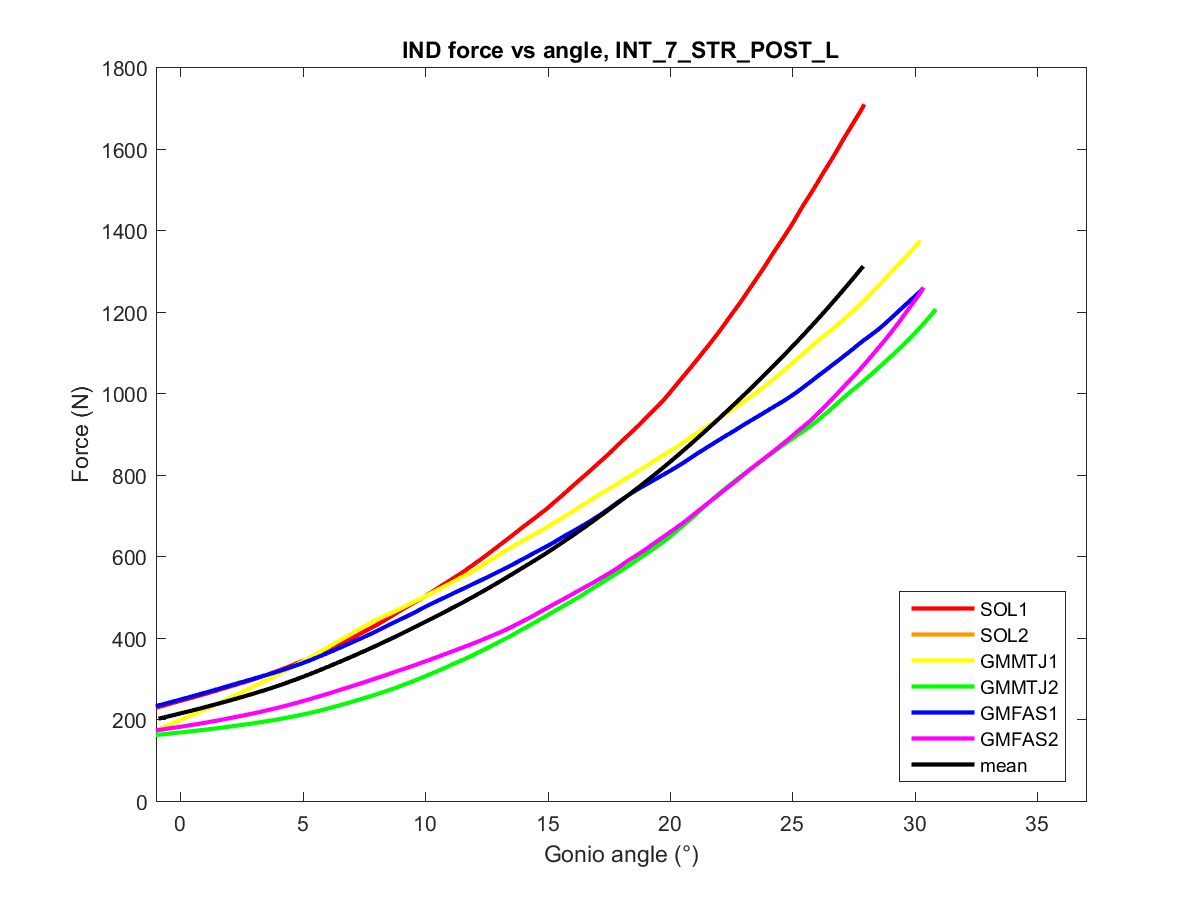 IND force vs angle, INT_7_STR_POST_L
1800
1600
1400
1200
1000
800
600
400
200
0
Force (N)
0 5 10 15 20 25 30 35
Gonio angle (°)
SOL1
SOL2
GMMTJ1
GMMTJ2
GMFAS1
GMFAS2
mean